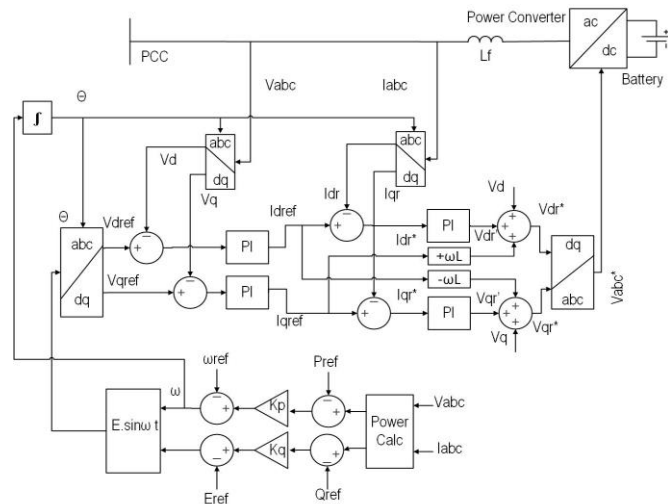 Power Converter
ac
dc
Battery
PCC
Lf
Vabc
Iabc
∫
Θ
abc
dq
abc
dq
Vd
Vq
Idr
Iqr
Θ
abc
dq
Vdref
Vqref
PI
PI
Idref
Iqref
Idr*
Iqr*
PI
PI
+ωL
-ωL
Vdr'
Vqr'
Vd
Vq
Vdr*
Vqr*
dq
abc
Vabc*
ωref
ω
Pref
E.sinω t
Kp
Kq
Power
Calc
Vabc
Iabc
Eref
Qref